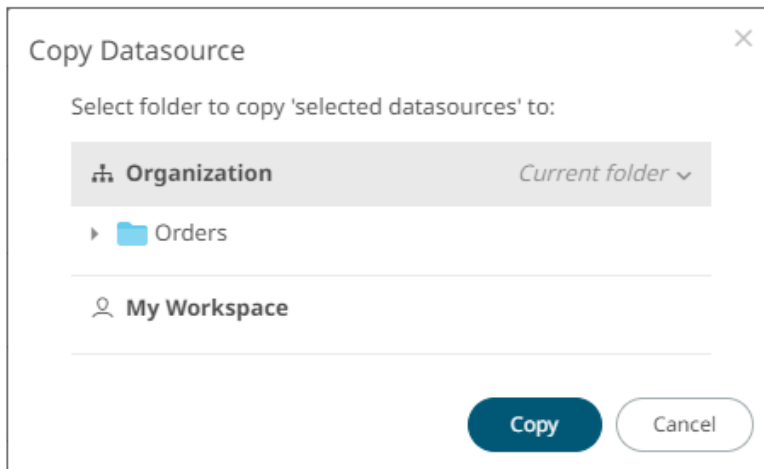 Copy Datasource
Select folder to copy 'selected datasources' to:
Organization Current folder
Orders
My Workspace
Copy Cancel